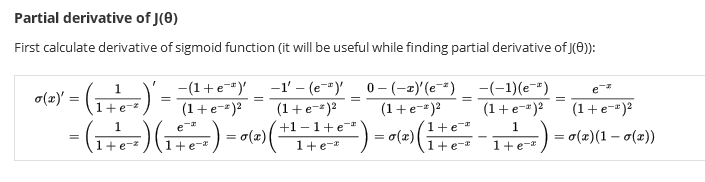 Partial derivative of J(θ)
First calculate derivative of sigmoid function (it will be useful while finding partial derivative of J(θ)):
σ(x)′ = (1/(1 + e⁻ˣ))′ = −(1 + e⁻ˣ)′/(1 + e⁻ˣ)² = (−1′ − (e⁻ˣ)′)/(1 + e⁻ˣ)² = (0 − (−x)′(e⁻ˣ))/(1 + e⁻ˣ)² = −(−1)(e⁻ˣ)/(1 + e⁻ˣ)² = e⁻ˣ/(1 + e⁻ˣ)²
= (1/(1 + e⁻ˣ))(e⁻ˣ/(1 + e⁻ˣ)) = σ(x)((+1 − 1 + e⁻ˣ)/(1 + e⁻ˣ)) = σ(x)((1 + e⁻ˣ)/(1 + e⁻ˣ) − 1/(1 + e⁻ˣ)) = σ(x)(1 − σ(x))